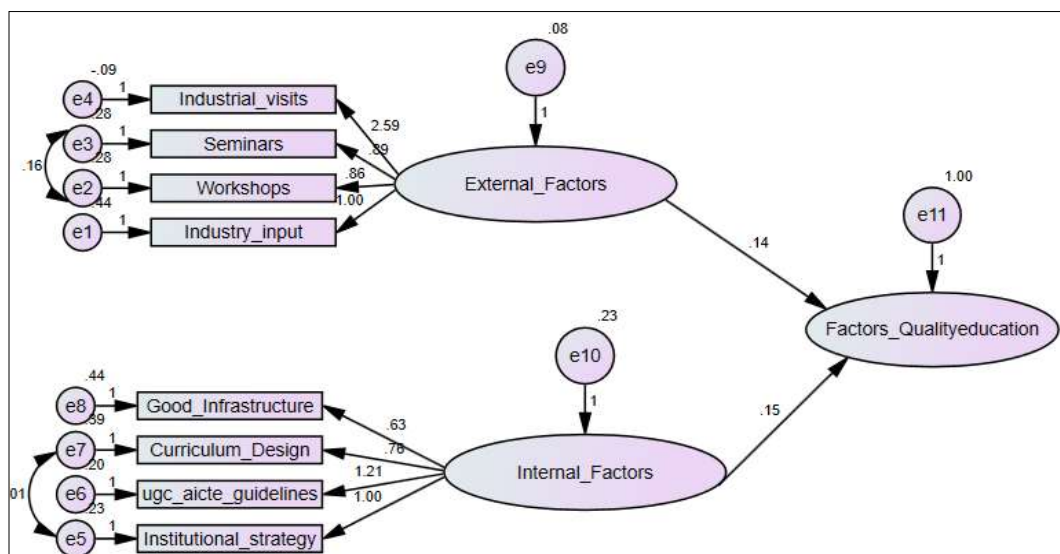 .08
-.09
e9
e4
1
Industrial_visits
.28
1
2.59
e3
1
Seminars
.89
.28
.16
External_Factors
1.00
e2
1
Workshops
.86
.44
1.00
e11
e1
1
Industry_input
.14
1
.23
Factors_Qualityeducation
e10
.44
e8
1
Good_Infrastructure
1
.15
.39
.63
e7
1
Curriculum_Design
.76
.20
Internal_Factors
01
e6
1
ugc_aicte_guidelines
1.21
.23
1.00
e5
1
Institutional_strategy